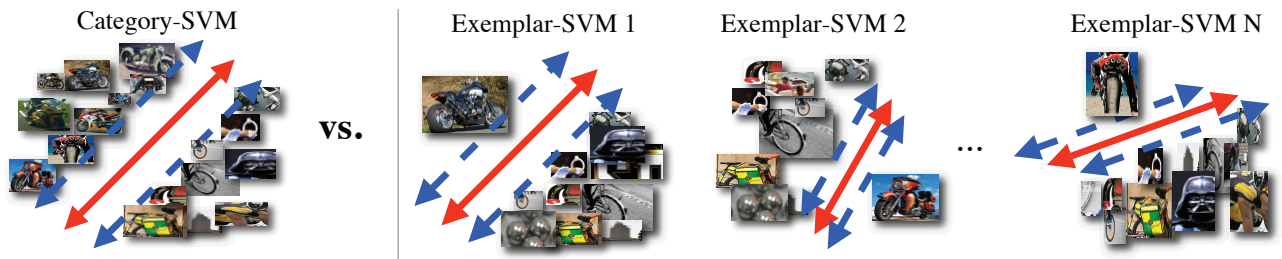 Category-SVM
vs.
Exemplar-SVM 1
Exemplar-SVM 2
...
Exemplar-SVM N